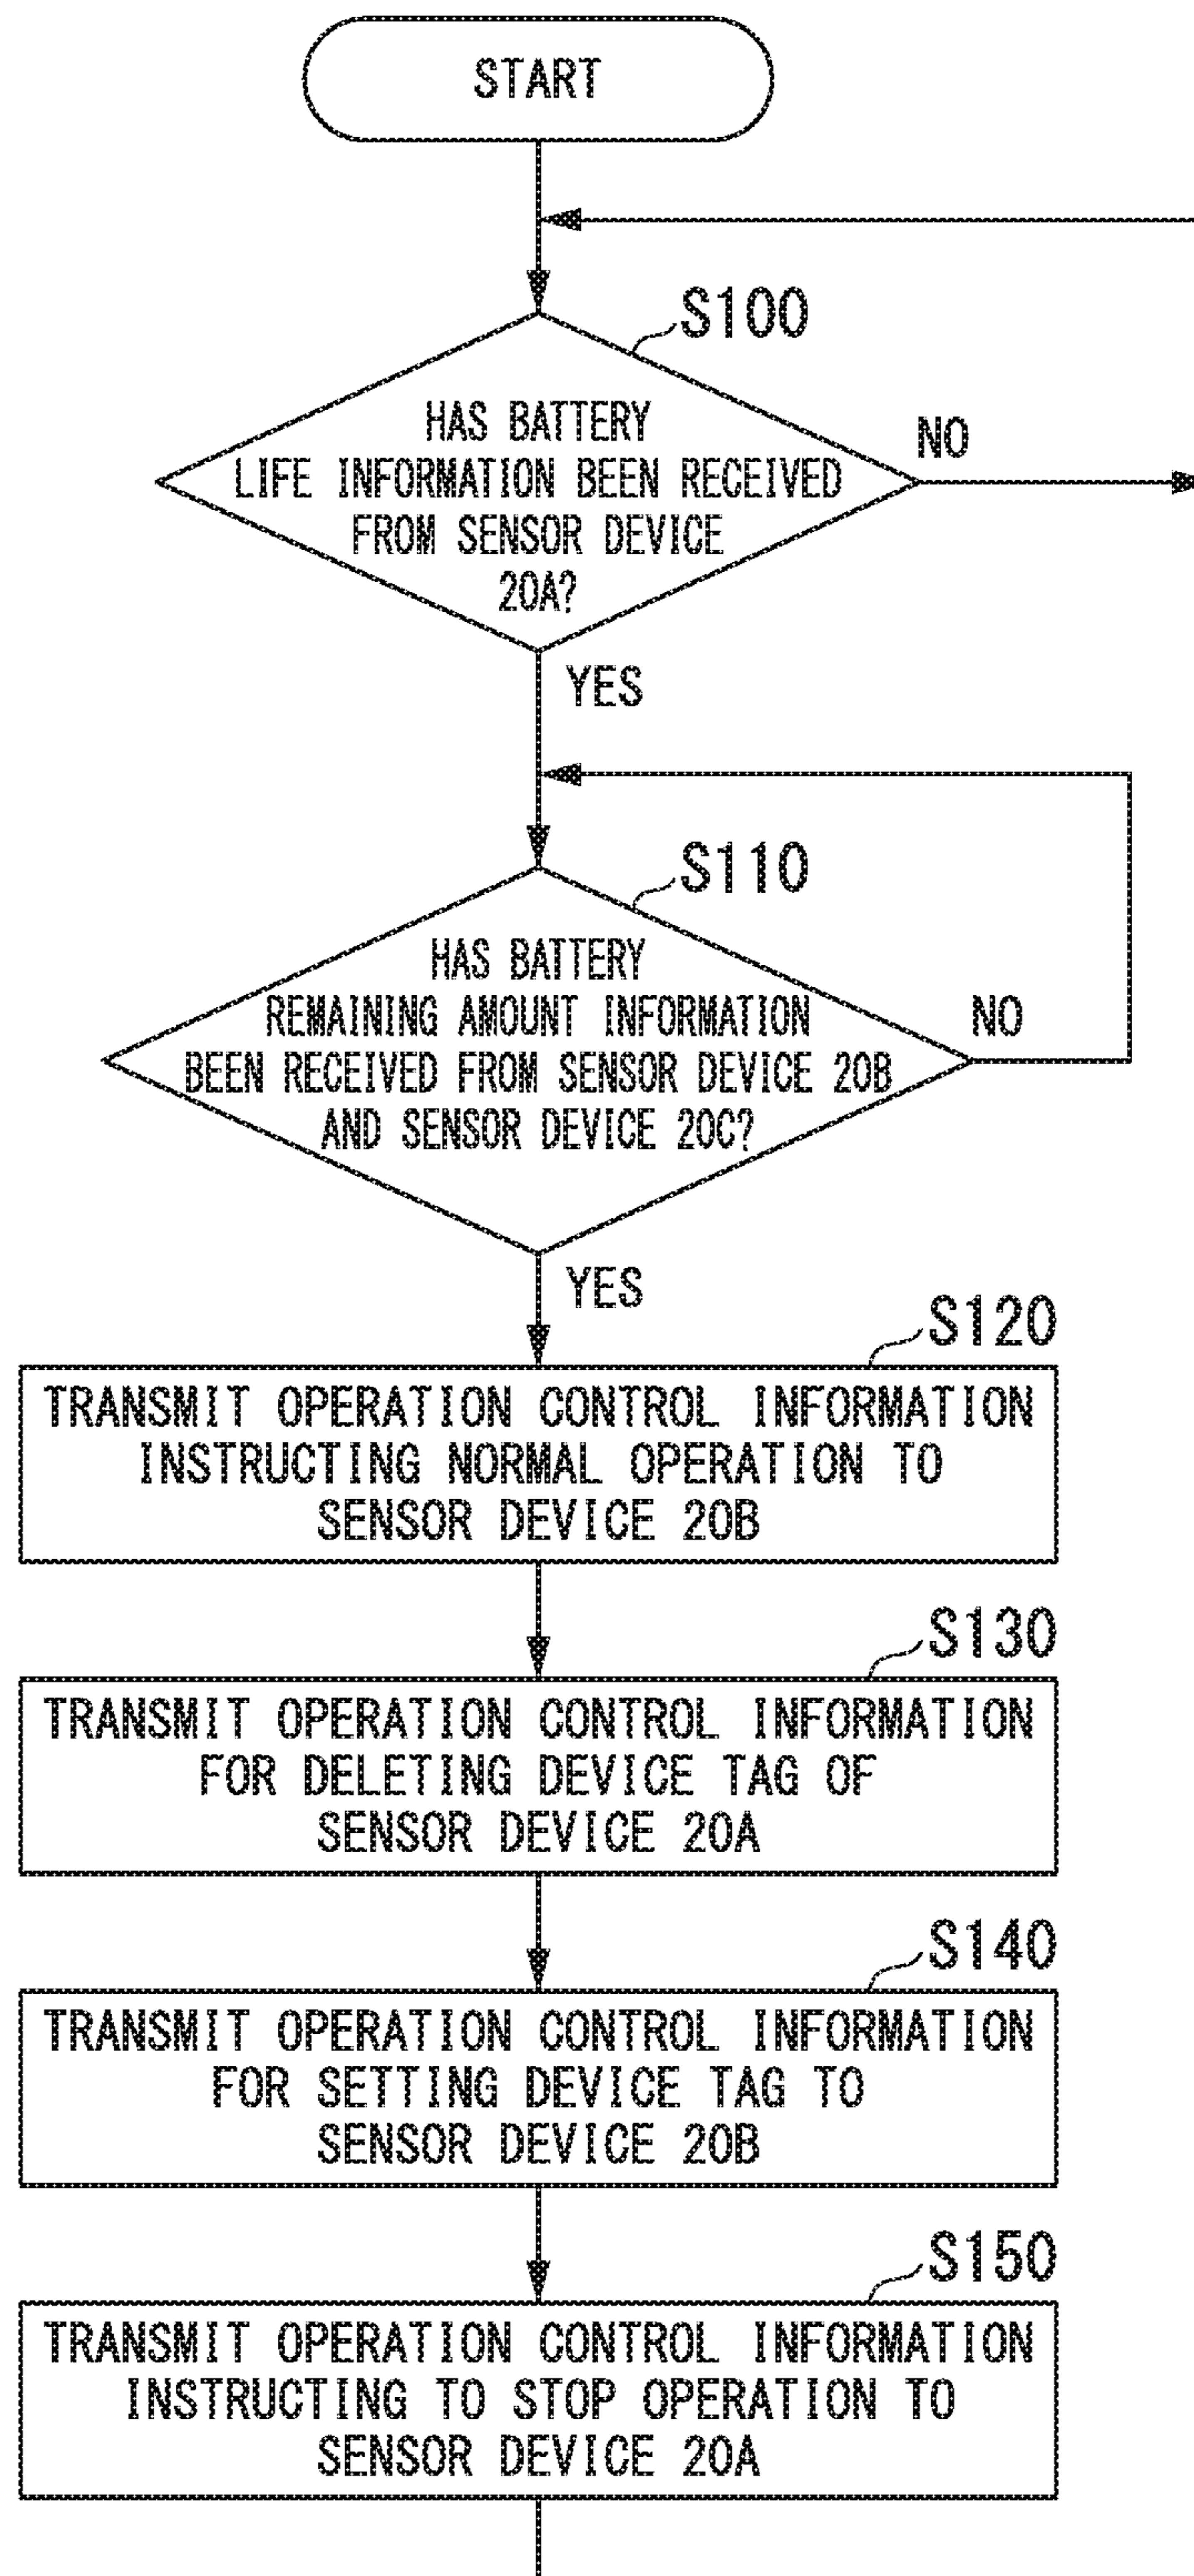 START
S100
HAS BATTERY
LIFE INFORMATION BEEN RECEIVED
FROM SENSOR DEVICE
20A?
NO
YES
S110
HAS BATTERY
REMAINING AMOUNT INFORMATION
BEEN RECEIVED FROM SENSOR DEVICE 20B
AND SENSOR DEVICE 20C?
NO
YES
S120
TRANSMIT OPERATION CONTROL INFORMATION
INSTRUCTING NORMAL OPERATION TO
SENSOR DEVICE 20B
S130
TRANSMIT OPERATION CONTROL INFORMATION
FOR DELETING DEVICE TAG OF
SENSOR DEVICE 20A
S140
TRANSMIT OPERATION CONTROL INFORMATION
FOR SETTING DEVICE TAG TO
SENSOR DEVICE 20B
S150
TRANSMIT OPERATION CONTROL INFORMATION
INSTRUCTING TO STOP OPERATION TO
SENSOR DEVICE 20A